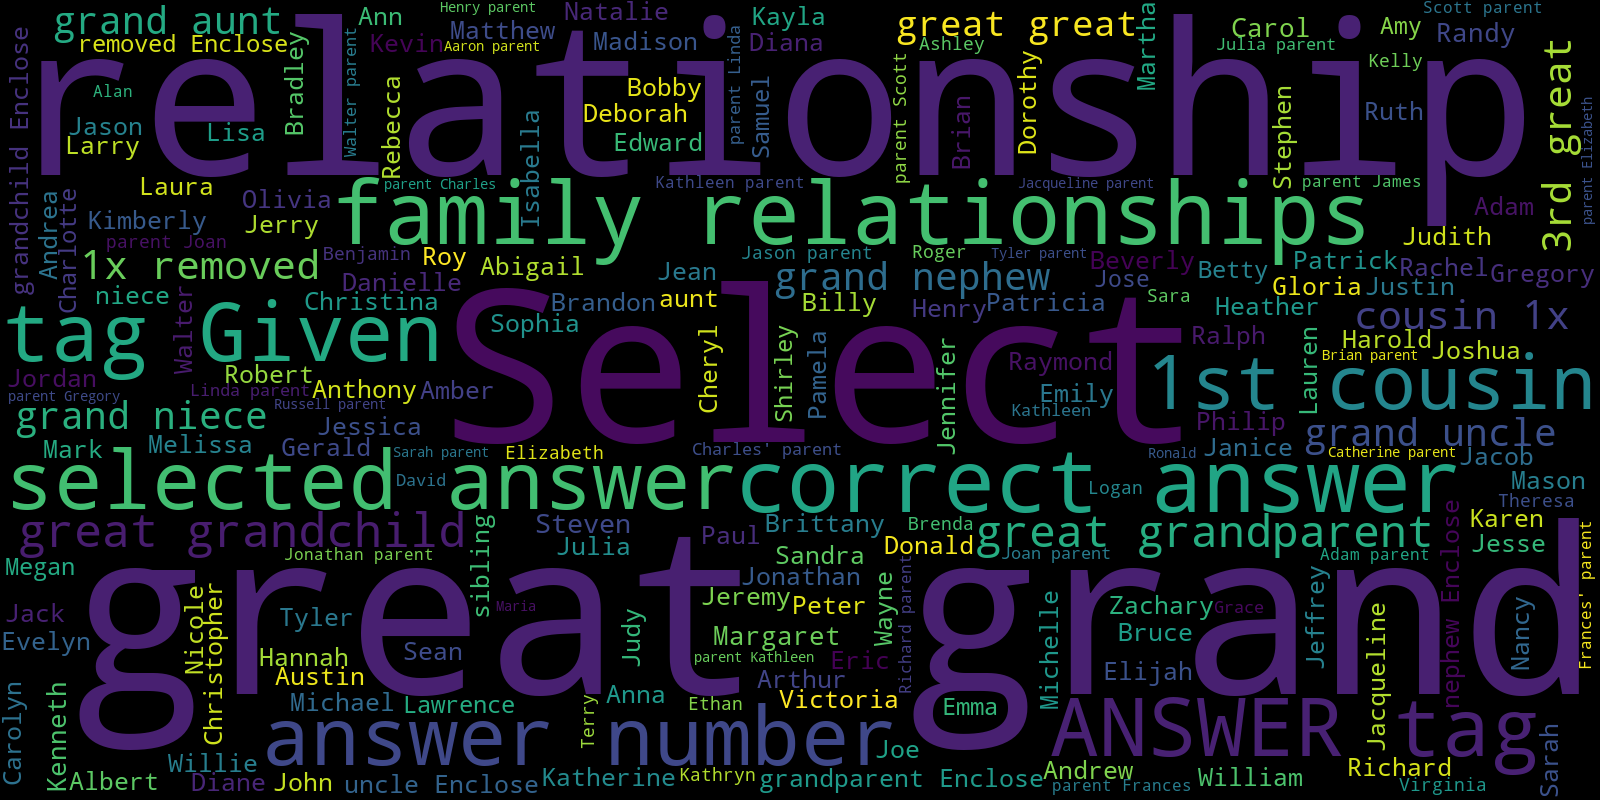 grand aunt
Ann
Henry parent
Natalie
Kayla
great great
Carol
Amy
Scott parent
removed Enclose
Kevin
Matthew
Aaron parent
Madison
Diana
Ashley
Julia parent
Randy
Martha
relationship
Alan
Bradley
Walter parent
Rebecca
Bobby
Deborah
parent Linda
Samuel
parent Scott
Brian
Dorothy
Kelly
Ruth
Stephen
3rd great
parent Elizabeth
grandchild Enclose
Jason
Lisa
Larry
Isabella
Edward
Laura
parent Charles
Kathleen parent
Jacqueline parent
parent James
Andrea
Charlotte
Kimberly
Olivia
Jerry
family relationships
Adam
Judith
parent Joan
1x removed
Benjamin
Roy
Abigail
Jean
Jason parent
Roger
Tyler parent
Beverly
Betty
Patrick
Rachel
Gregory
Danielle
grand nephew
Jose
niece
Christina
Brandon
aunt
Billy
Henry
Patricia
Sara
Heather
Gloria
Justin
tag Given
Walter
Sophia
Select
Cheryl
Shirley
Pamela
Jennifer
Ralph
cousin 1x
Harold
Brian parent
Joshua
Lauren
Jordan
Robert
Raymond
1st cousin
parent Gregory
Linda parent
Anthony
Amber
Emily
grand niece
Russell parent
Kathleen
Jessica
Philip
grand uncle
Mark
Melissa
Gerald
Sarah parent
Elizabeth
Charles' parent
Ronald
Janice
Catherine parent
Jacob
selected answer
David
correct answer
Logan
Mason
Theresa
great grandchild
sibling
Steven
Paul
Brittany
Brenda
great grandparent
Karen
Jonathan parent
Julia
Sandra
Donald
Joan parent
Adam parent
Jesse
nephew Enclose
Frances' parent
Megan
great
Jonathan
grand
Nicole
Christopher
Jack
Tyler
Maria
Judy
Jeremy
Peter
Wayne
Richard parent
Michelle
Zachary
Grace
Jeffrey
Jacqueline
Nancy
Evelyn
Sean
Margaret
Bruce
Hannah
parent Kathleen
Eric
Austin
Arthur
Elijah
Carolyn
Kenneth
Michael
Lawrence
Terry
Anna
Ethan
Victoria
Emma
answer number
ANSWER tag
Sarah
Willie
Joe
Albert
Diane
John
uncle Enclose
Katherine
Kathryn
grandparent Enclose
Andrew
parent Frances
William
Richard
Virginia